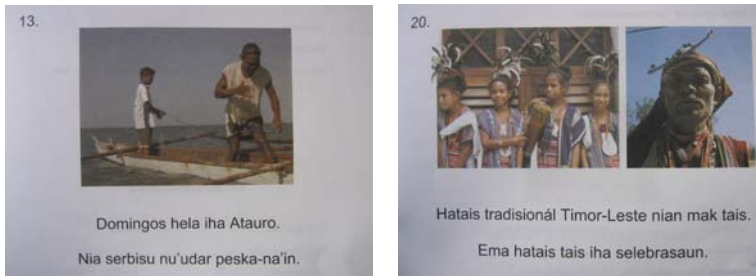 13.
Domingos hela iha Atauro.
Nia serbisu nu'udar peska-na'in.
20.
Hatais tradisionál Timor-Leste nian mak tais.
Ema hatais tais iha selebrasaun.